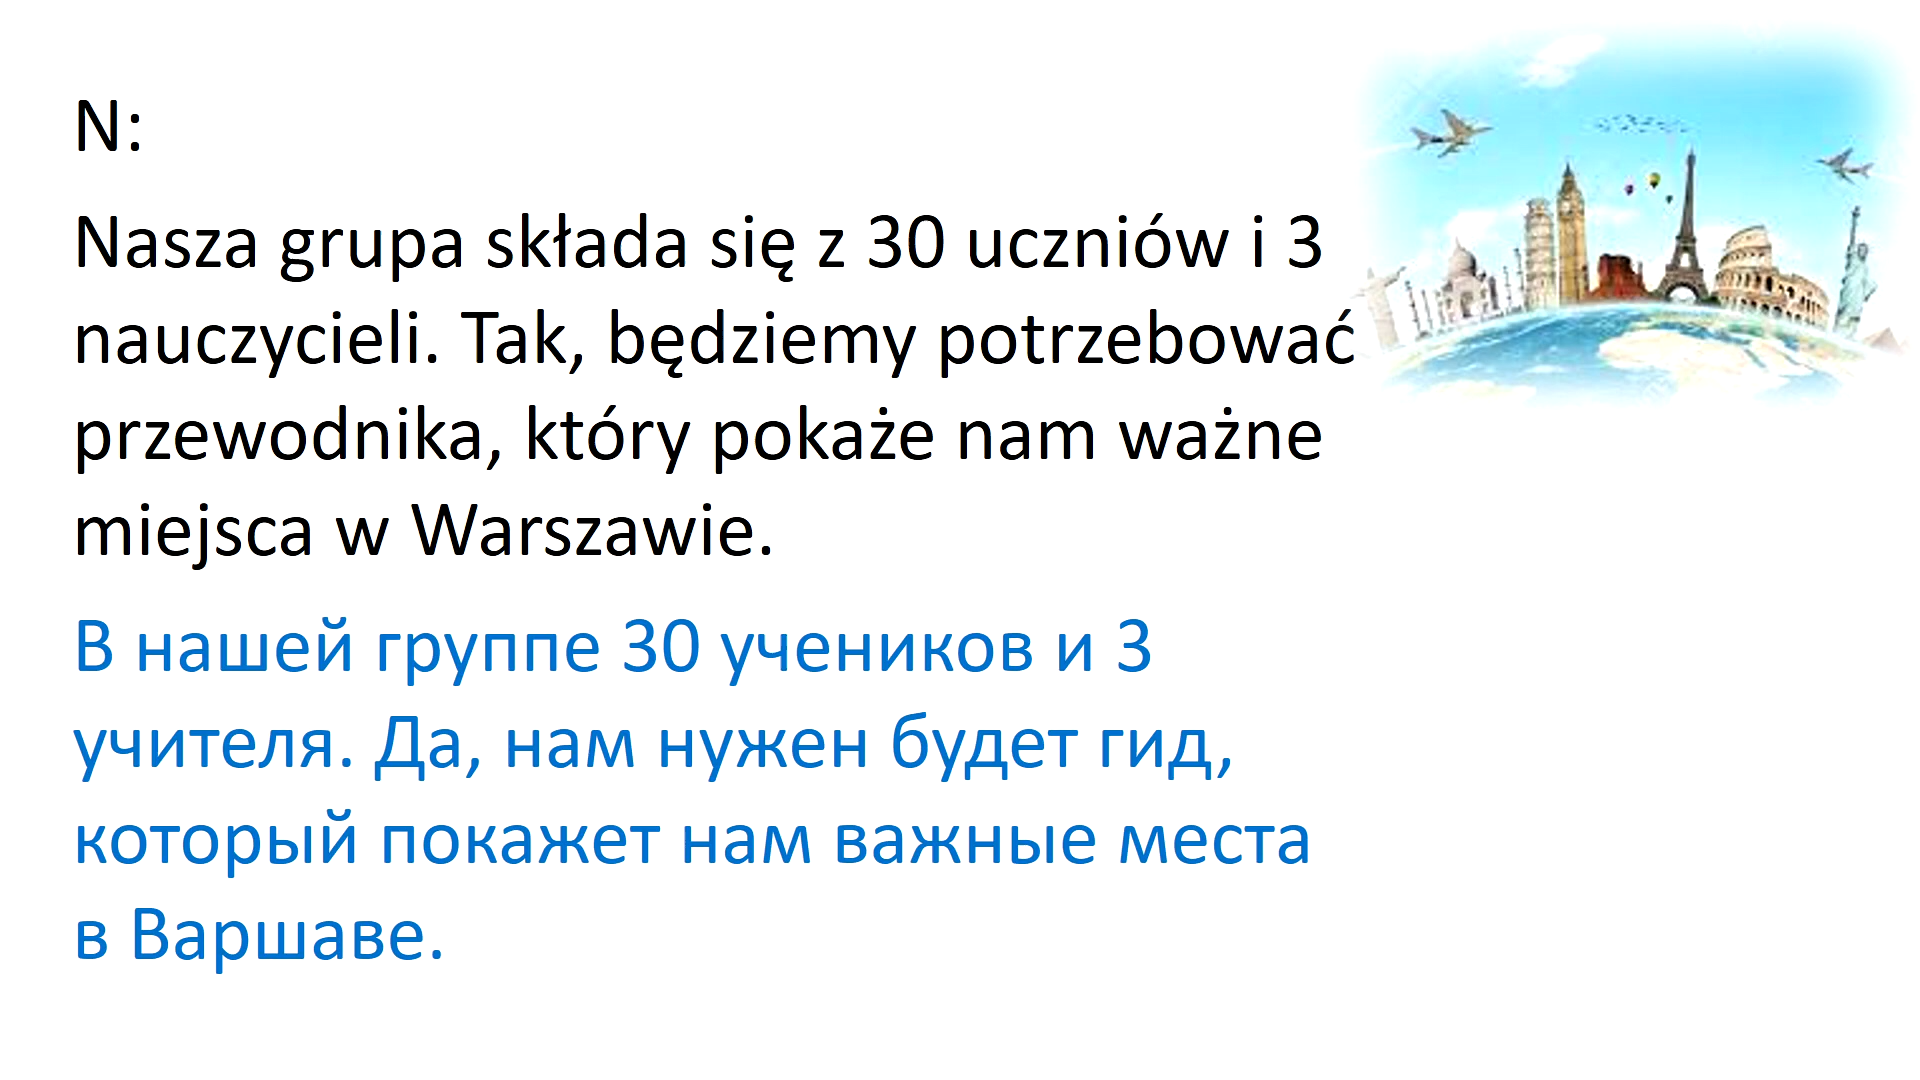 N:
Nasza grupa składa się z 30 uczniów i 3
nauczycieli. Tak, będziemy potrzebować
przewodnika, który pokaże nam ważne
miejsca w Warszawie.
В нашей группе 30 учеников и 3
учителя. Да, нам нужен будет гид,
который покажет нам важные места
в Варшаве.